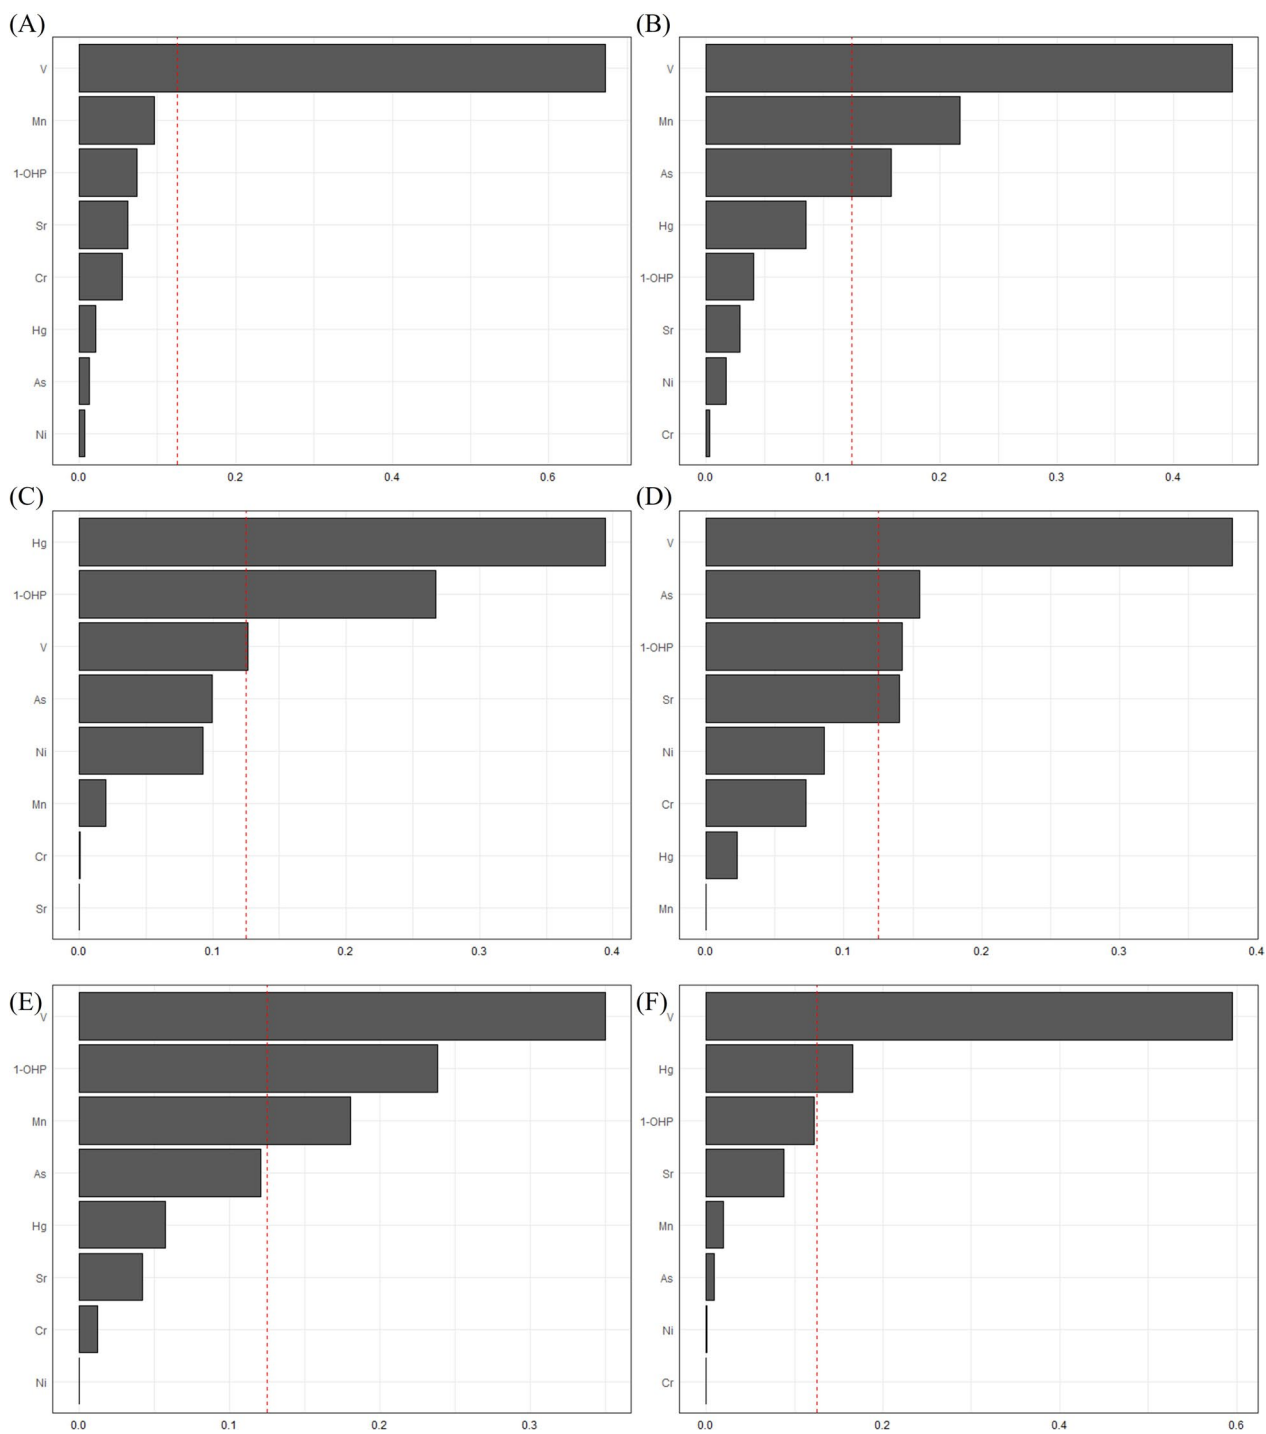 (A)
V
Mn
1-OHP
Sr
Cr
Hg
As
Ni
0.0 0.2 0.4 0.6
(B)
V
Mn
As
Hg
1-OHP
Sr
Ni
Cr
0.0 0.1 0.2 0.3 0.4
(C)
Hg
1-OHP
V
As
Ni
Mn
Cr
Sr
0.0 0.1 0.2 0.3 0.4
(D)
V
As
1-OHP
Sr
Ni
Cr
Hg
Mn
0.0 0.1 0.2 0.3 0.4
(E)
V
1-OHP
Mn
As
Hg
Sr
Cr
Ni
0.0 0.1 0.2 0.3
(F)
V
Hg
1-OHP
Sr
Mn
As
Ni
Cr
0.0 0.2 0.4 0.6